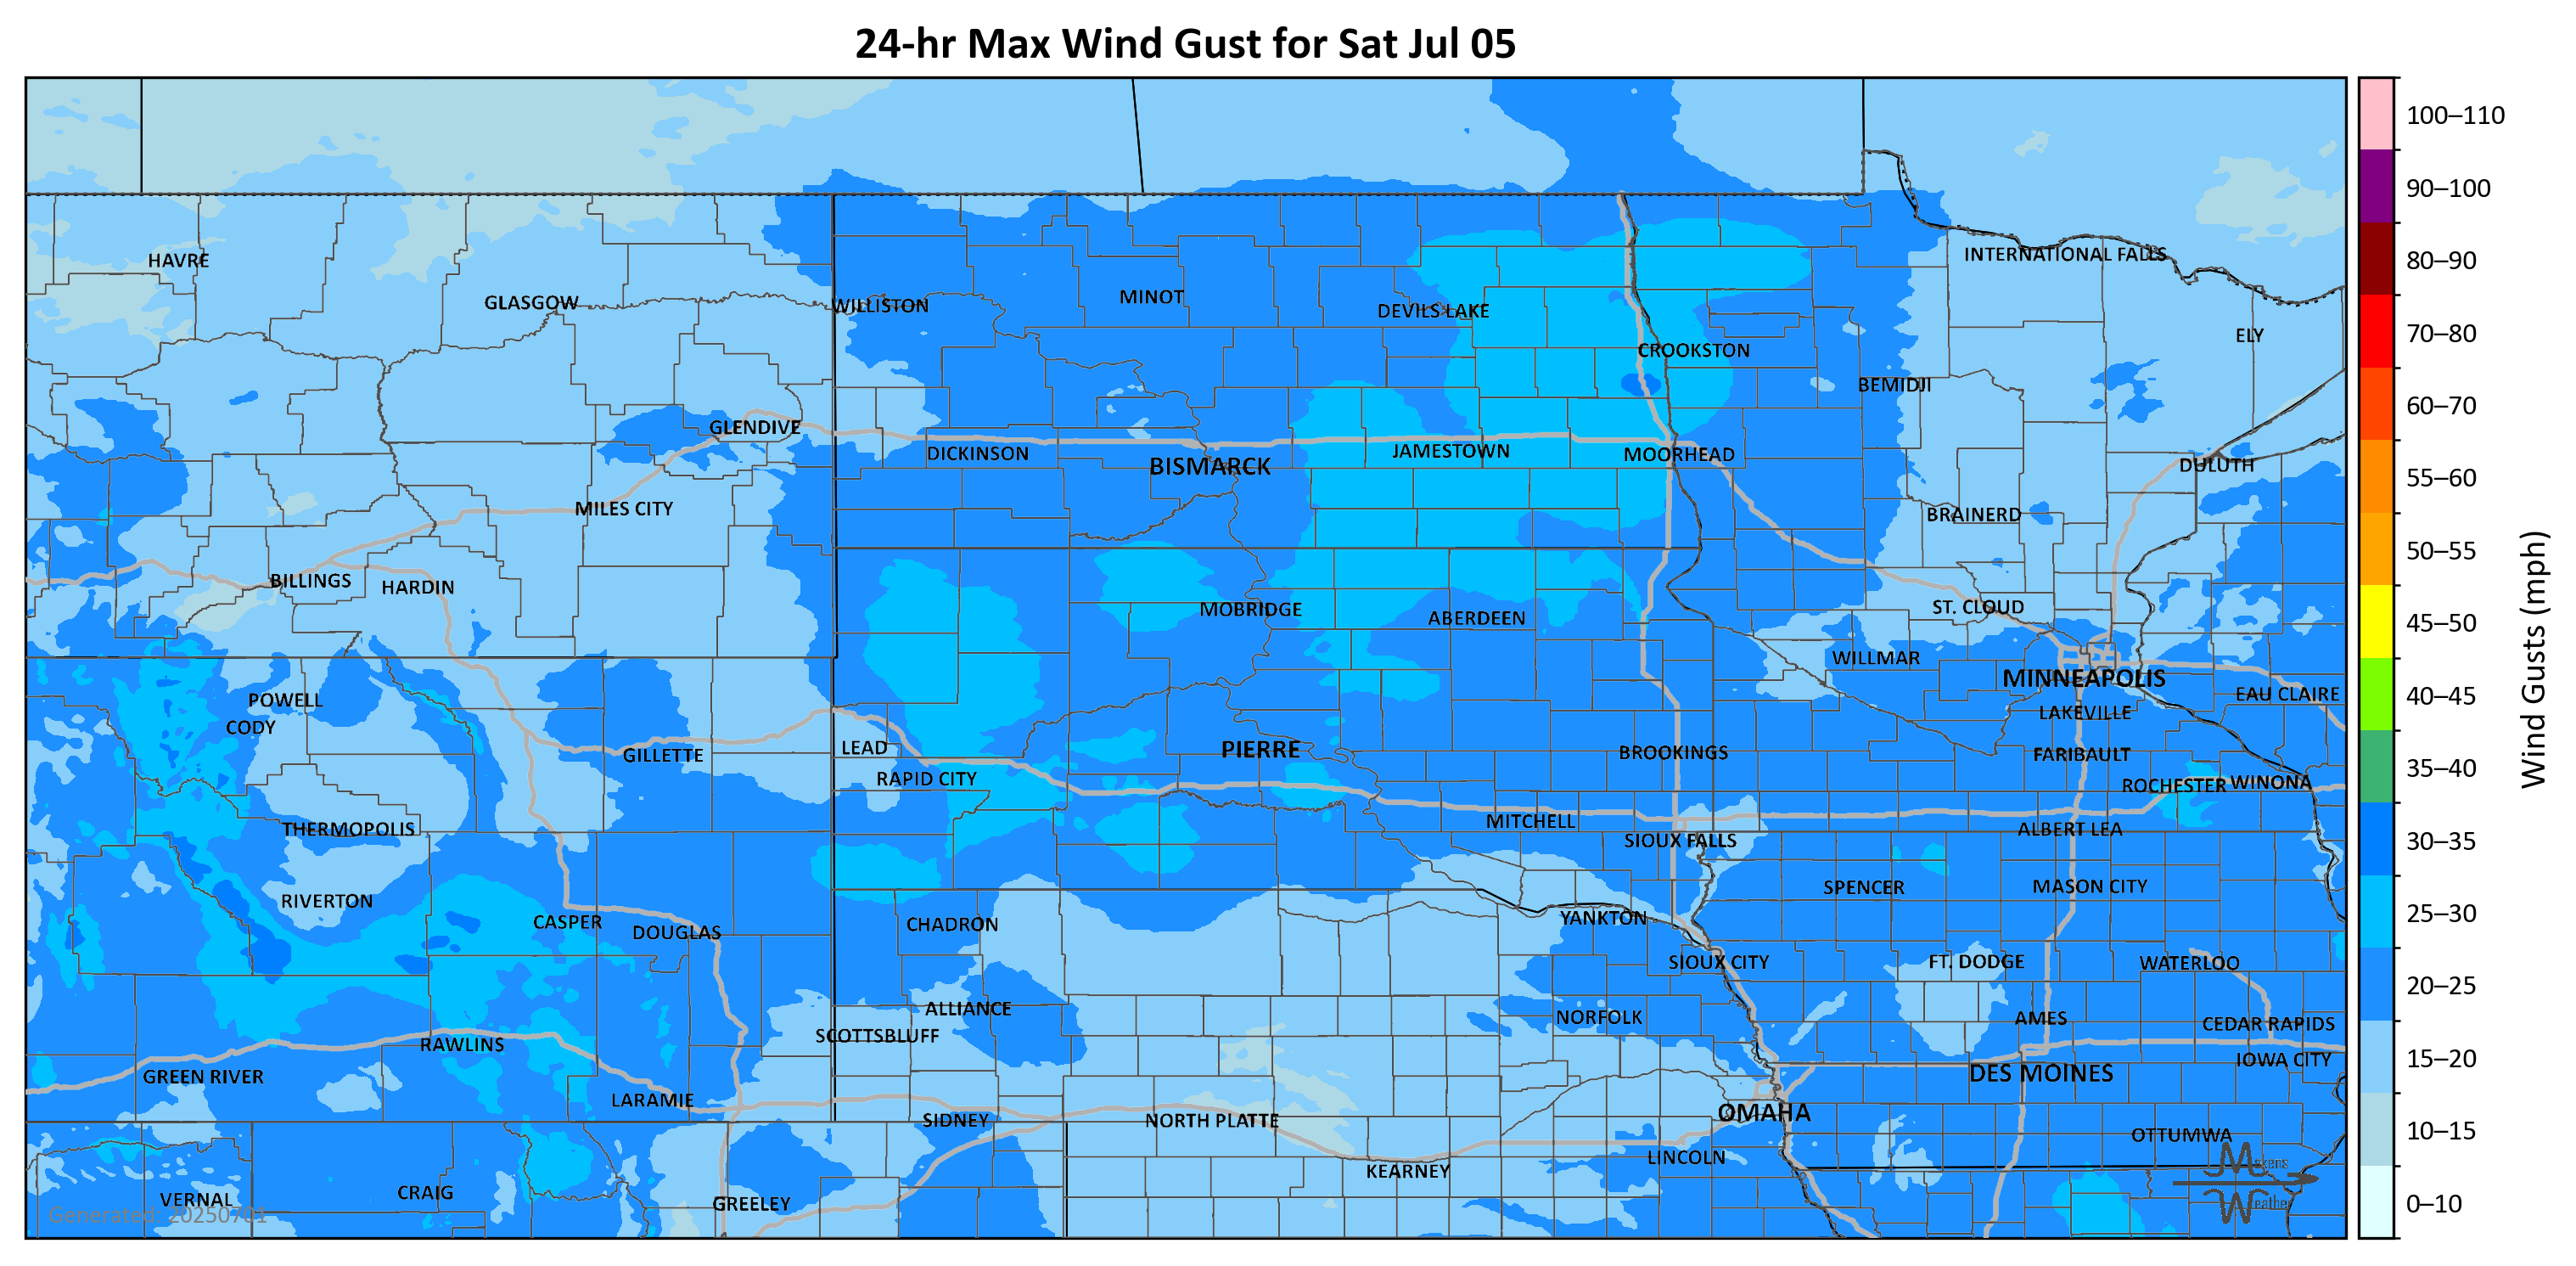 24-hr Max Wind Gust for Sat Jul 05
100–110
90–100
80–90
70–80
60–70
55–60
50–55
45–50
40–45
35–40
30–35
25–30
20–25
15–20
10–15
0–10
Wind Gusts (mph)
HAVRE
GLASGOW
WILLISTON
MINOT
DEVILS LAKE
INTERNATIONAL FALLS
ELY
CROOKSTON
BEMIDJI
GLENDIVE
DICKINSON
BISMARCK
JAMESTOWN
MOORHEAD
DULUTH
MILES CITY
BRAINERD
BILLINGS
HARDIN
MOBRIDGE
ABERDEEN
ST. CLOUD
WILLMAR
MINNEAPOLIS
EAU CLAIRE
POWELL
CODY
LAKEVILLE
GILLETTE
LEAD
PIERRE
BROOKINGS
FARIBAULT
RAPID CITY
ROCHESTER
WINONA
THERMOPOLIS
MITCHELL
SIOUX FALLS
ALBERT LEA
RIVERTON
SPENCER
MASON CITY
CASPER
DOUGLAS
CHADRON
YANKTON
SIOUX CITY
FT. DODGE
WATERLOO
ALLIANCE
SCOTTSBLUFF
NORFOLK
AMES
CEDAR RAPIDS
RAWLINS
IOWA CITY
GREEN RIVER
DES MOINES
LARAMIE
SIDNEY
NORTH PLATTE
OMAHA
OTTUMWA
LINCOLN
KEARNEY
VERNAL
CRAIG
GREELEY
Generated: 20250701
Makens
Weather